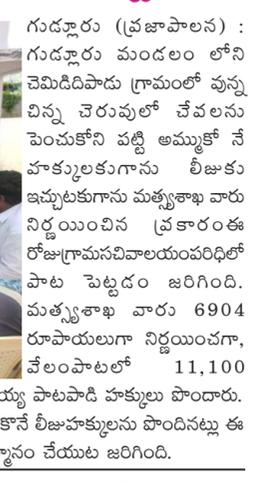 గుడ్లూరు (ప్రజాపాలన) :
గుడ్లూరు మండలం లోని
చెమిడిదిపాడు గ్రామంలో వున్న
చిన్న చెరువులో చేవలను
పెంచుకోని పట్టి అమ్ముకో నే
హక్కులకుగాను లీజుకు
ఇచ్చుటకుగాను మత్స్యశాఖ వారు
నిర్ణయించిన ప్రకారంఈ
రోజుగ్రామసచివాలయంపరిధిలో
పాట పెట్టడం జరిగింది.
మత్స్యశాఖ వారు 6904
రూపాయలుగా నిర్ణయించగా,
వేలంపాటలో 11,100
య్య పాటపాడి హక్కులు పొందారు.
కొనే లీజుహక్కులను పొందినట్లు ఈ
ర్మానం చేయుట జరిగింది.